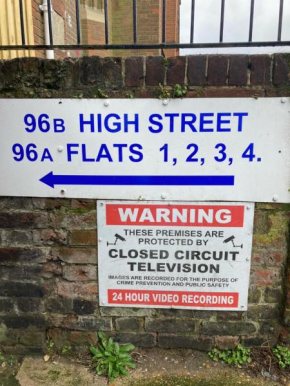 96B HIGH STREET
96A FLATS 1, 2, 3, 4.
WARNING
THESE PREMISES ARE
PROTECTED BY
CLOSED CIRCUIT
TELEVISION
IMAGES ARE RECORDED FOR THE PURPOSE OF
CRIME PREVENTION AND PUBLIC SAFETY
24 HOUR VIDEO RECORDING